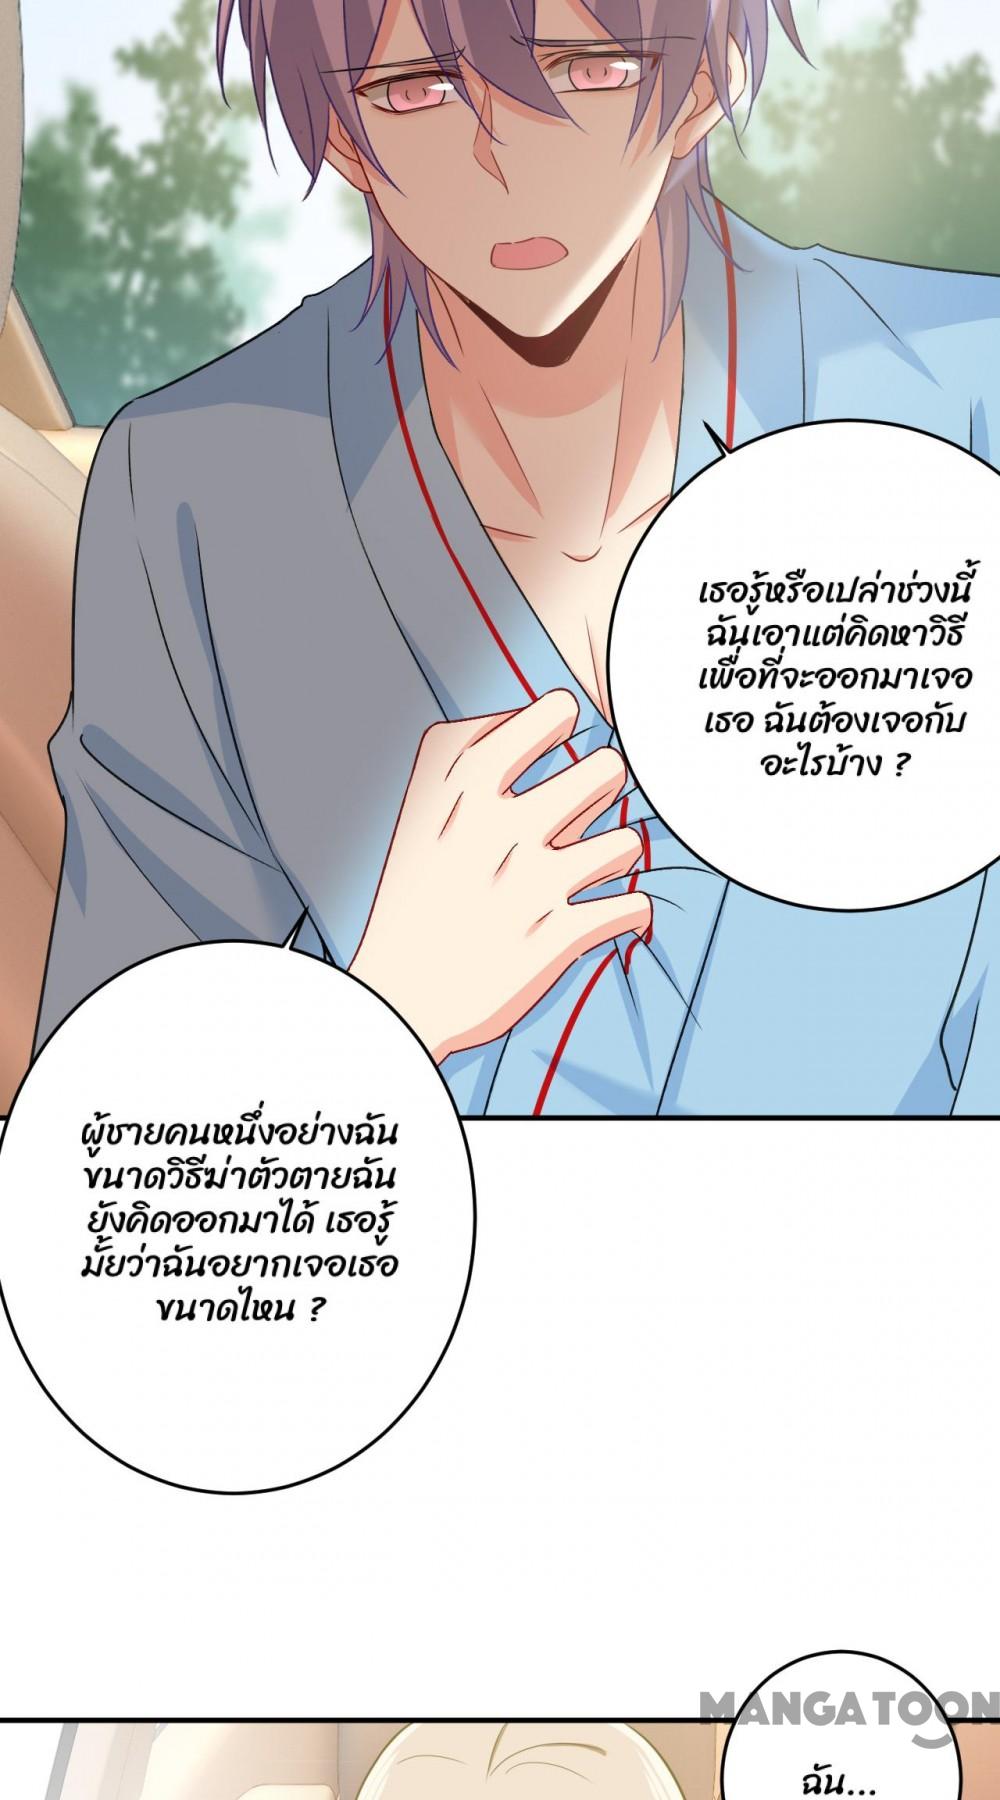 เธอรู้หรือเปล่าช่วงนี้
ฉันเอาแต่คิดหาวิธี
เพื่อที่จะออกมาเจอ
เธอ ฉันต้องเจอกับ
อะไรบ้าง ?
ผู้ชายคนหนึ่งอย่างฉัน
ขนาดวิธีฆ่าตัวตายฉัน
ยังคิดออกมาได้ เธอรู้
มั้ยว่าฉันอยากเจอเธอ
ขนาดไหน ?
MANGATOON
ฉัน...